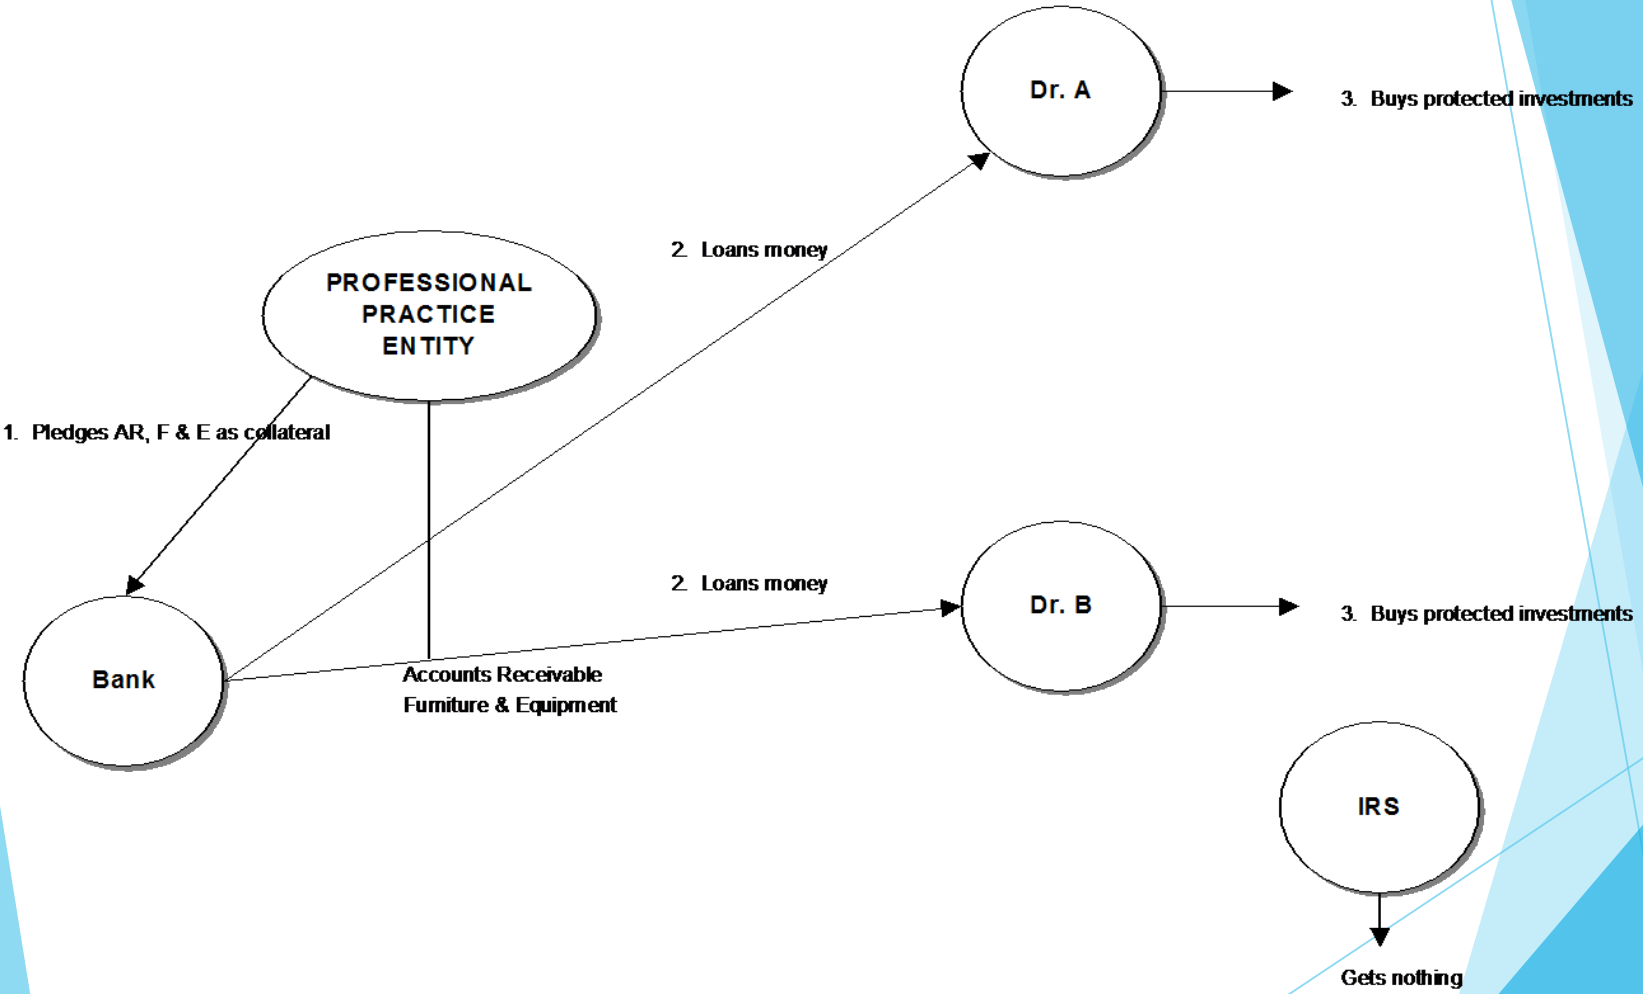 Dr. A
3. Buys protected investments
2. Loans money
PROFESSIONAL
PRACTICE
ENTITY
1. Pledges AR, F & E as collateral
2. Loans money
Dr. B
3. Buys protected investments
Bank
Accounts Receivable
Furniture & Equipment
IRS
Gets nothing